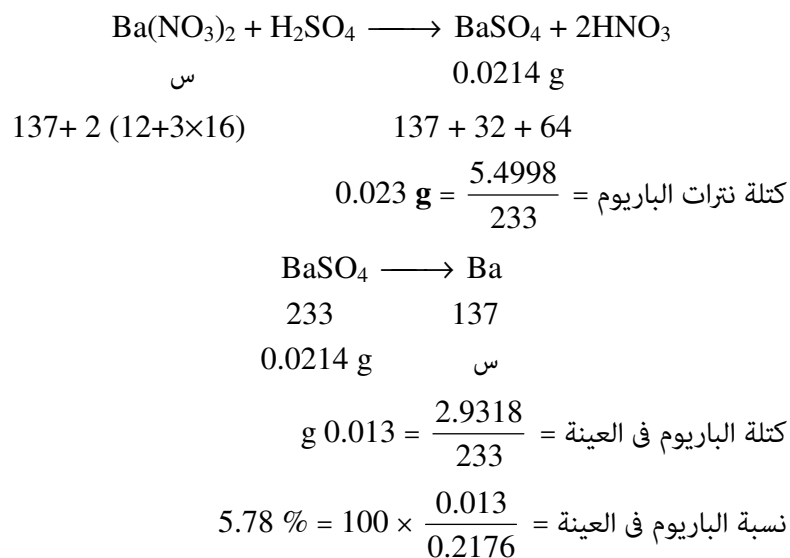 Ba(NO₃)₂ + H₂SO₄ ⟶ BaSO₄ + 2HNO₃
س 0.0214 g
137+ 2 (12+3×16) 137 + 32 + 64
كتلة نترات الباريوم = 5.4998/233 = 0.023 g
BaSO₄ ⟶ Ba
233 137
0.0214 g س
كتلة الباريوم فى العينة = 2.9318/233 = 0.013 g
نسبة الباريوم فى العينة = 0.013/0.2176 × 100 = 5.78 %